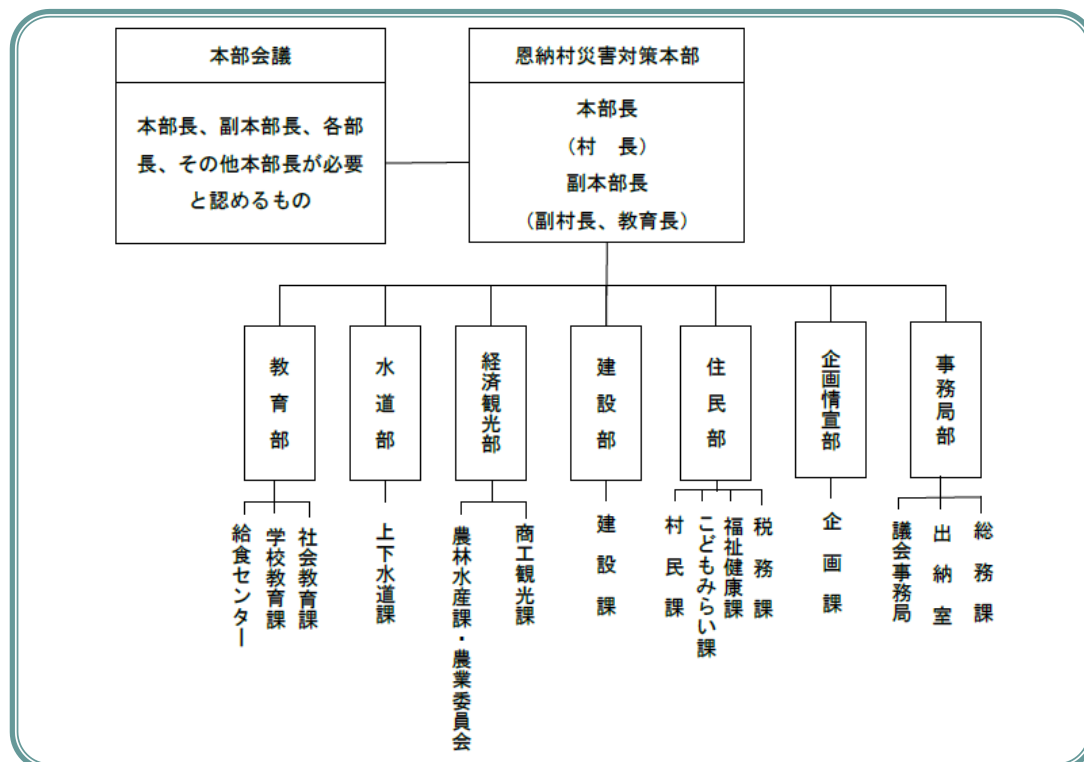 本部会議
本部長、副本部長、各部
長、その他本部長が必要
と認めるもの
恩納村災害対策本部
本部長
（村　長）
副本部長
（副村長、教育長）
教育部
水道部
経済観光部
建設部
住民部
企画情宣部
事務局部
給食センター
学校教育課
社会教育課
上下水道課
農林水産課・農業委員会
商工観光課
建設課
村民課
こどもみらい課
福祉健康課
税務課
企画課
議会事務局
出納室
総務課